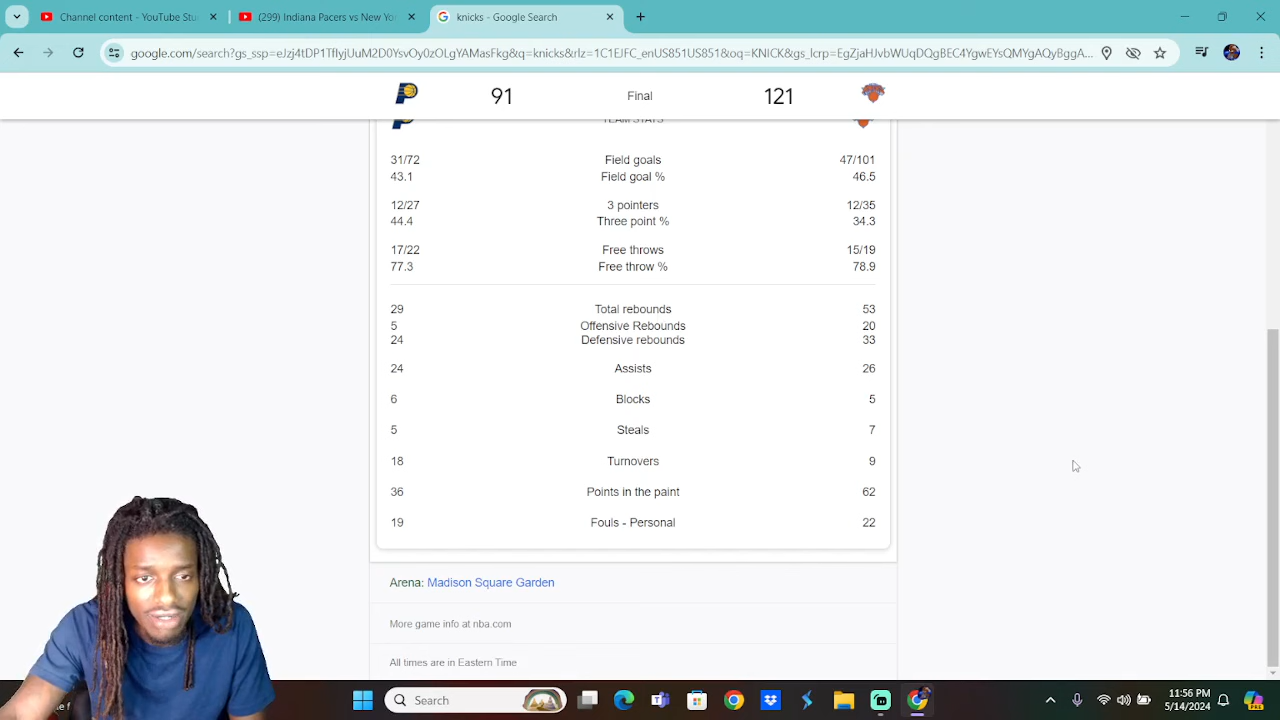 Channel content - YouTube Stu
(299) Indiana Pacers vs New Yo
knicks - Google Search
google.com/search?gs_ssp=eJzj4tDP1TfIyjUuM2D0YsvOy0zOLgYAMasFkg&q=knicks&rlz=1C1EJFC_enUS851US851&oq=KNICK&gs_lcrp=EgZjaHJvbWUqDQgBEC4YgwEYsQMYgAQyBggA...
91 Final 121
TEAM STATS
31/72 Field goals 47/101
43.1 Field goal % 46.5
12/27 3 pointers 12/35
44.4 Three point % 34.3
17/22 Free throws 15/19
77.3 Free throw % 78.9
29 Total rebounds 53
5 Offensive Rebounds 20
24 Defensive rebounds 33
24 Assists 26
6 Blocks 5
5 Steals 7
18 Turnovers 9
36 Points in the paint 62
19 Fouls - Personal 22
Arena: Madison Square Garden
More game info at nba.com
All times are in Eastern Time
Search
11:56 PM
5/14/2024